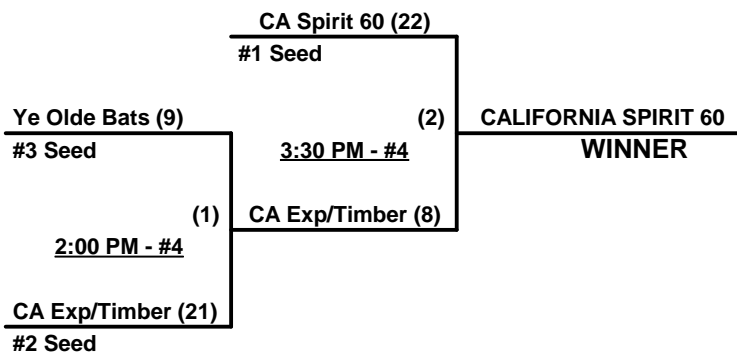 CA Spirit 60 (22)
#1 Seed
Ye Olde Bats (9)
#3 Seed
(2)
3:30 PM - #4
CALIFORNIA SPIRIT 60
WINNER
(1)
2:00 PM - #4
CA Exp/Timber (8)
CA Exp/Timber (21)
#2 Seed